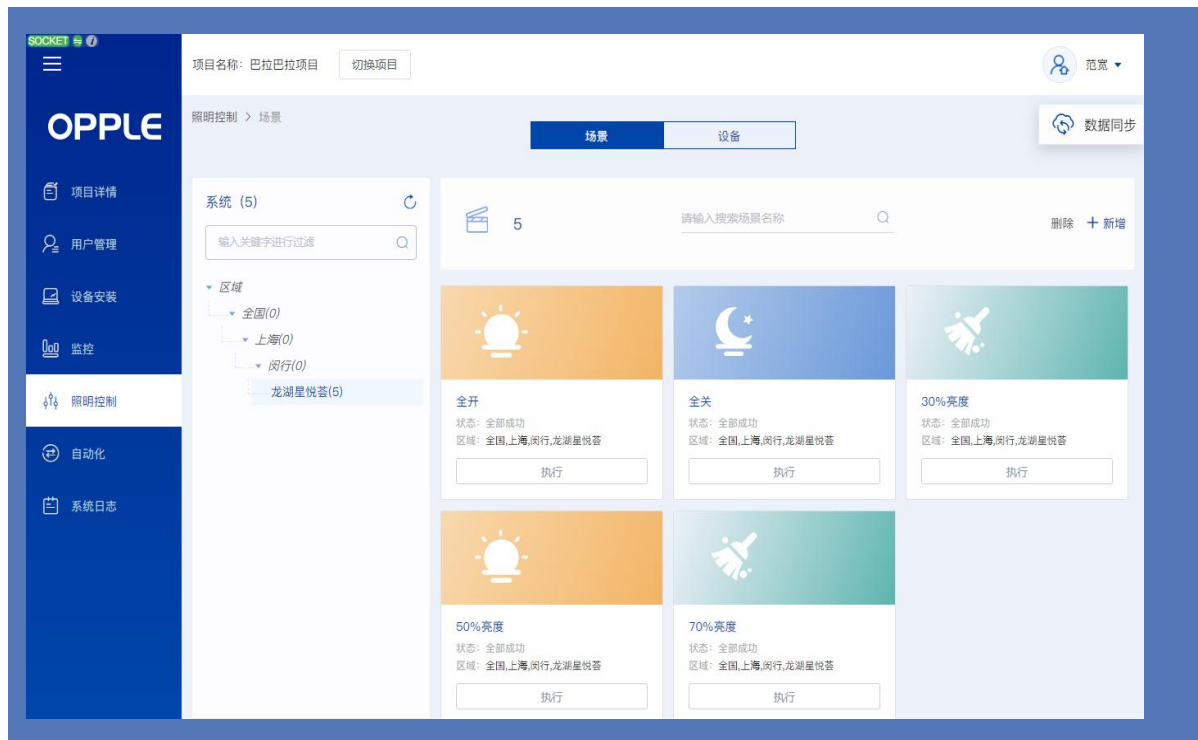 SOCKET
项目名称：巴拉巴拉项目 切换项目 范宽
OPPLE
照明控制 > 场景
场景 设备
数据同步
项目详情
用户管理
设备安装
监控
照明控制
自动化
系统日志
系统 (5)
输入关键字进行过滤
区域
全国(0)
上海(0)
闵行(0)
龙湖星悦荟(5)
5 请输入搜索场景名称 删除 + 新增
全开
状态：全部成功
区域：全国,上海,闵行,龙湖星悦荟
执行
全关
状态：全部成功
区域：全国,上海,闵行,龙湖星悦荟
执行
30%亮度
状态：全部成功
区域：全国,上海,闵行,龙湖星悦荟
执行
50%亮度
状态：全部成功
区域：全国,上海,闵行,龙湖星悦荟
执行
70%亮度
状态：全部成功
区域：全国,上海,闵行,龙湖星悦荟
执行